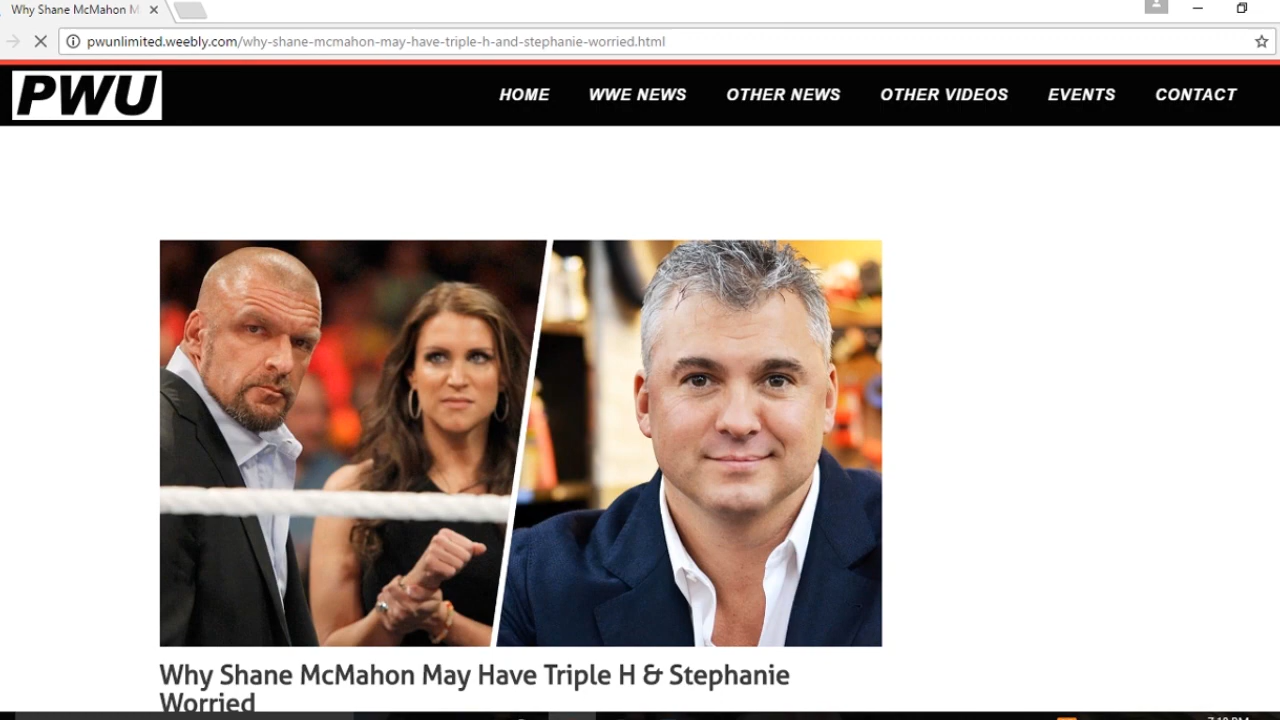 Why Shane McMahon M
pwunlimited.weebly.com/why-shane-mcmahon-may-have-triple-h-and-stephanie-worried.html
PWU
HOME
WWE NEWS
OTHER NEWS
OTHER VIDEOS
EVENTS
CONTACT
Why Shane McMahon May Have Triple H & Stephanie
Worried